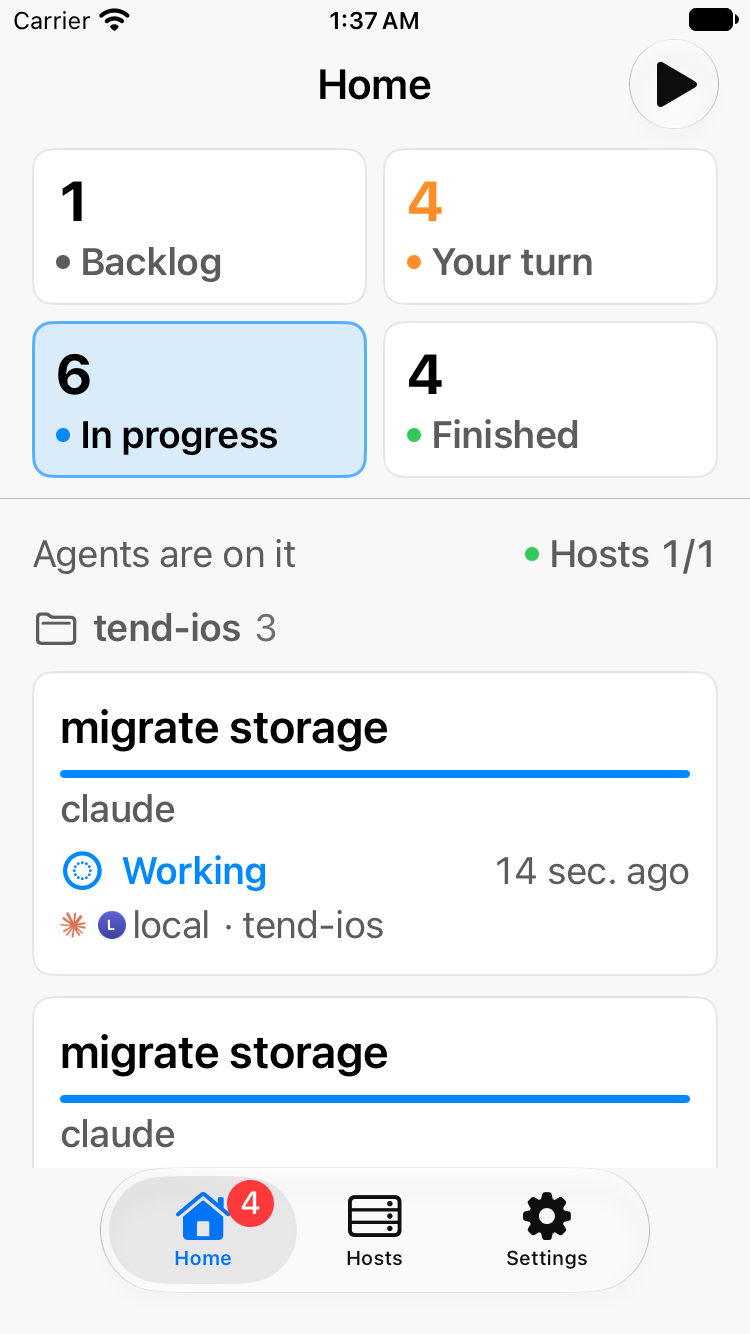 Carrier 1:37 AM
Home
1
• Backlog
4
• Your turn
6
• In progress
4
• Finished
Agents are on it
• Hosts 1/1
tend-ios 3
migrate storage
claude
Working 14 sec. ago
L local · tend-ios
migrate storage
claude
4
Home
Hosts
Settings